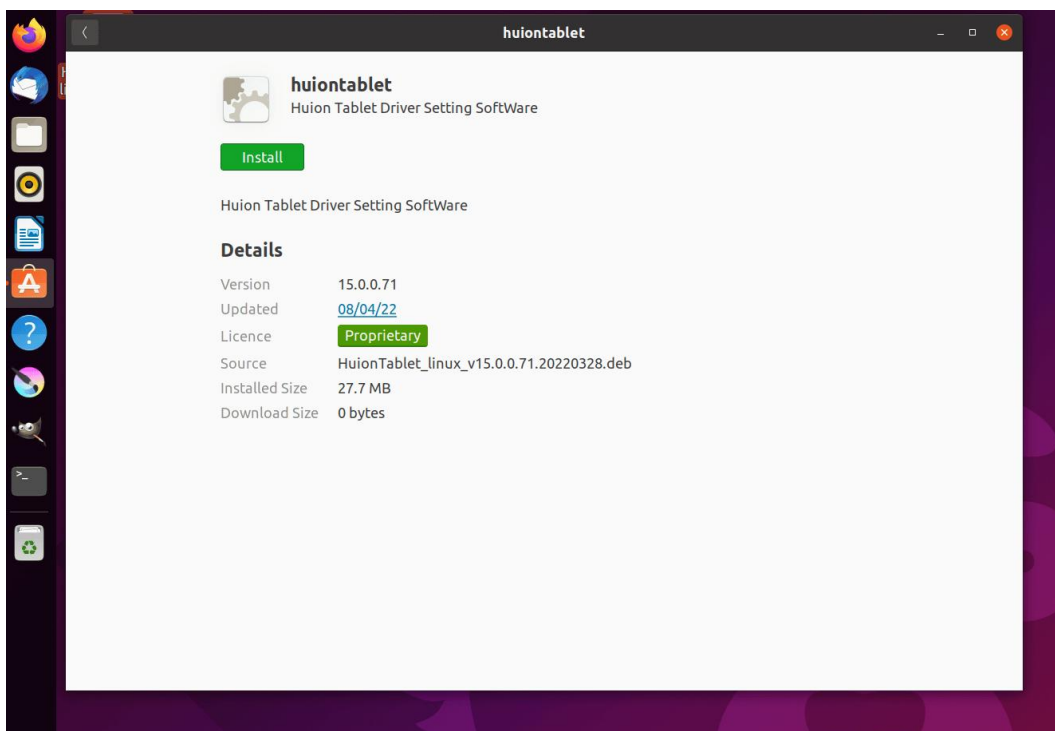 huiontablet
huiontablet
Huion Tablet Driver Setting SoftWare
Install
Huion Tablet Driver Setting SoftWare
Details
Version 15.0.0.71
Updated 08/04/22
Licence Proprietary
Source HuionTablet_linux_v15.0.0.71.20220328.deb
Installed Size 27.7 MB
Download Size 0 bytes